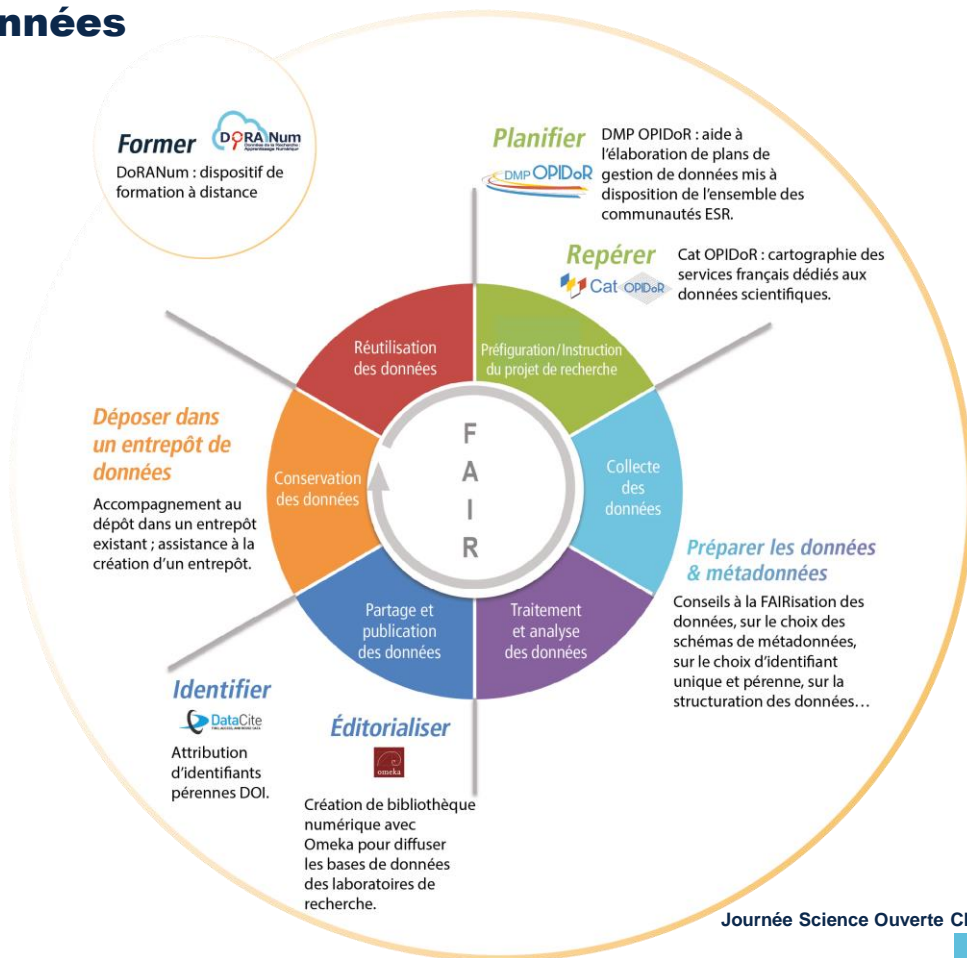 nnées
Former
DORANum
Données de la Recherche :
Apprentissage Numérique
DoRANum : dispositif de
formation à distance
Planifier
DMP OPIDoR
DMP OPIDoR : aide à
l'élaboration de plans de
gestion de données mis à
disposition de l'ensemble des
communautés ESR.
Repérer
Cat OPIDoR
Cat OPIDoR : cartographie des
services français dédiés aux
données scientifiques.
Réutilisation
des données
Préfiguration/Instruction
du projet de recherche
Collecte
des
données
Traitement
et analyse
des données
Partage et
publication
des données
Conservation
des données
F
A
I
R
Déposer dans
un entrepôt de
données
Accompagnement au
dépôt dans un entrepôt
existant ; assistance à la
création d'un entrepôt.
Préparer les données
& métadonnées
Conseils à la FAIRisation des
données, sur le choix des
schémas de métadonnées,
sur le choix d'identifiant
unique et pérenne, sur la
structuration des données…
Identifier
DataCite
Attribution
d'identifiants
pérennes DOI.
Éditorialiser
omeka
Création de bibliothèque
numérique avec
Omeka pour diffuser
les bases de données
des laboratoires de
recherche.
Journée Science Ouverte